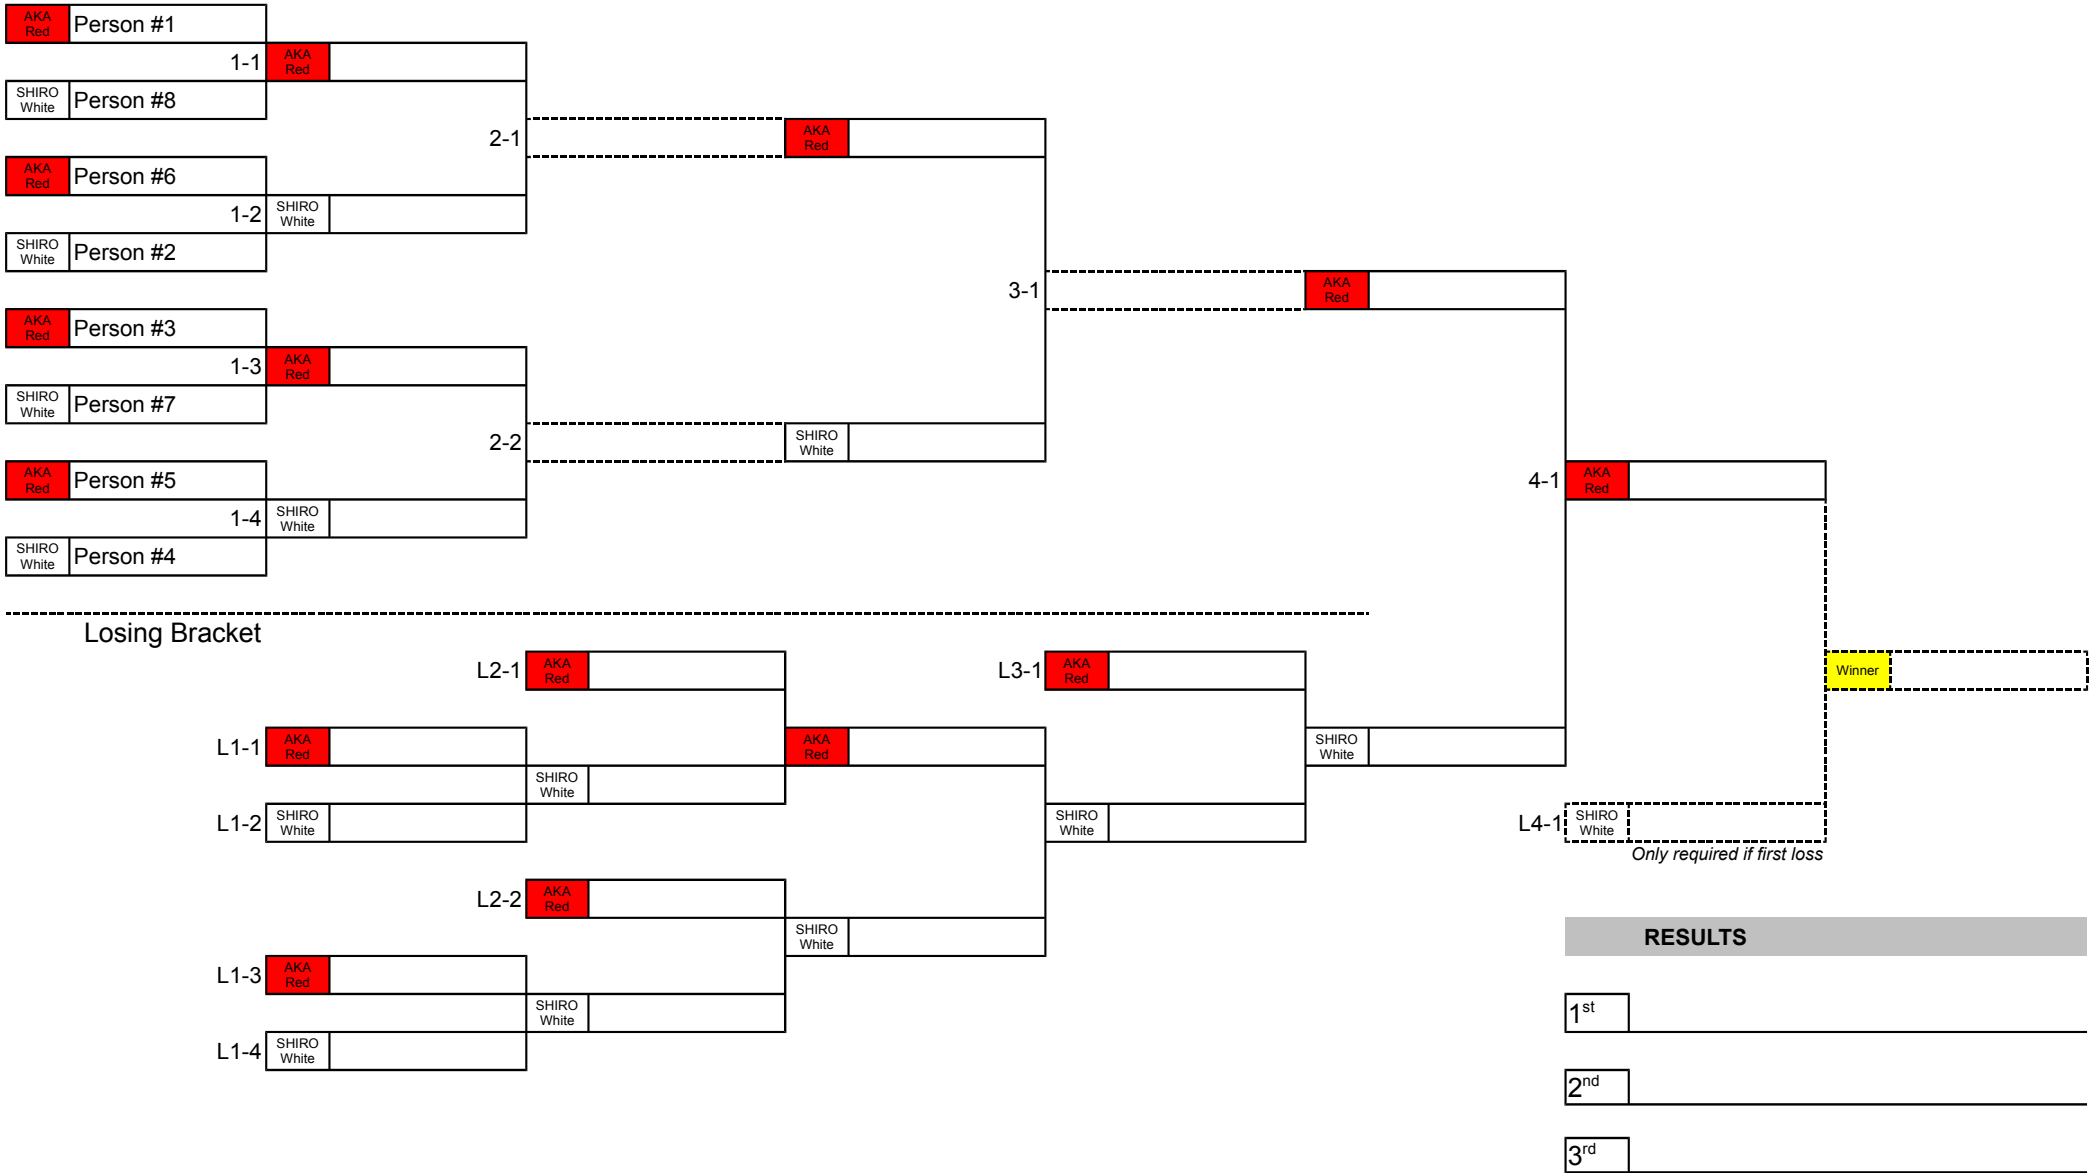 AKA
Red
Person #1
1-1
AKA
Red
SHIRO
White
Person #8
2-1
AKA
Red
AKA
Red
Person #6
1-2
SHIRO
White
SHIRO
White
Person #2
3-1
AKA
Red
AKA
Red
Person #3
1-3
AKA
Red
SHIRO
White
Person #7
2-2
SHIRO
White
AKA
Red
Person #5
4-1
AKA
Red
1-4
SHIRO
White
SHIRO
White
Person #4
Losing Bracket
L2-1
AKA
Red
L3-1
AKA
Red
Winner
L1-1
AKA
Red
AKA
Red
SHIRO
White
SHIRO
White
L1-2
SHIRO
White
SHIRO
White
L4-1
SHIRO
White
Only required if first loss
L2-2
AKA
Red
SHIRO
White
RESULTS
L1-3
AKA
Red
SHIRO
White
1st
L1-4
SHIRO
White
2nd
3rd